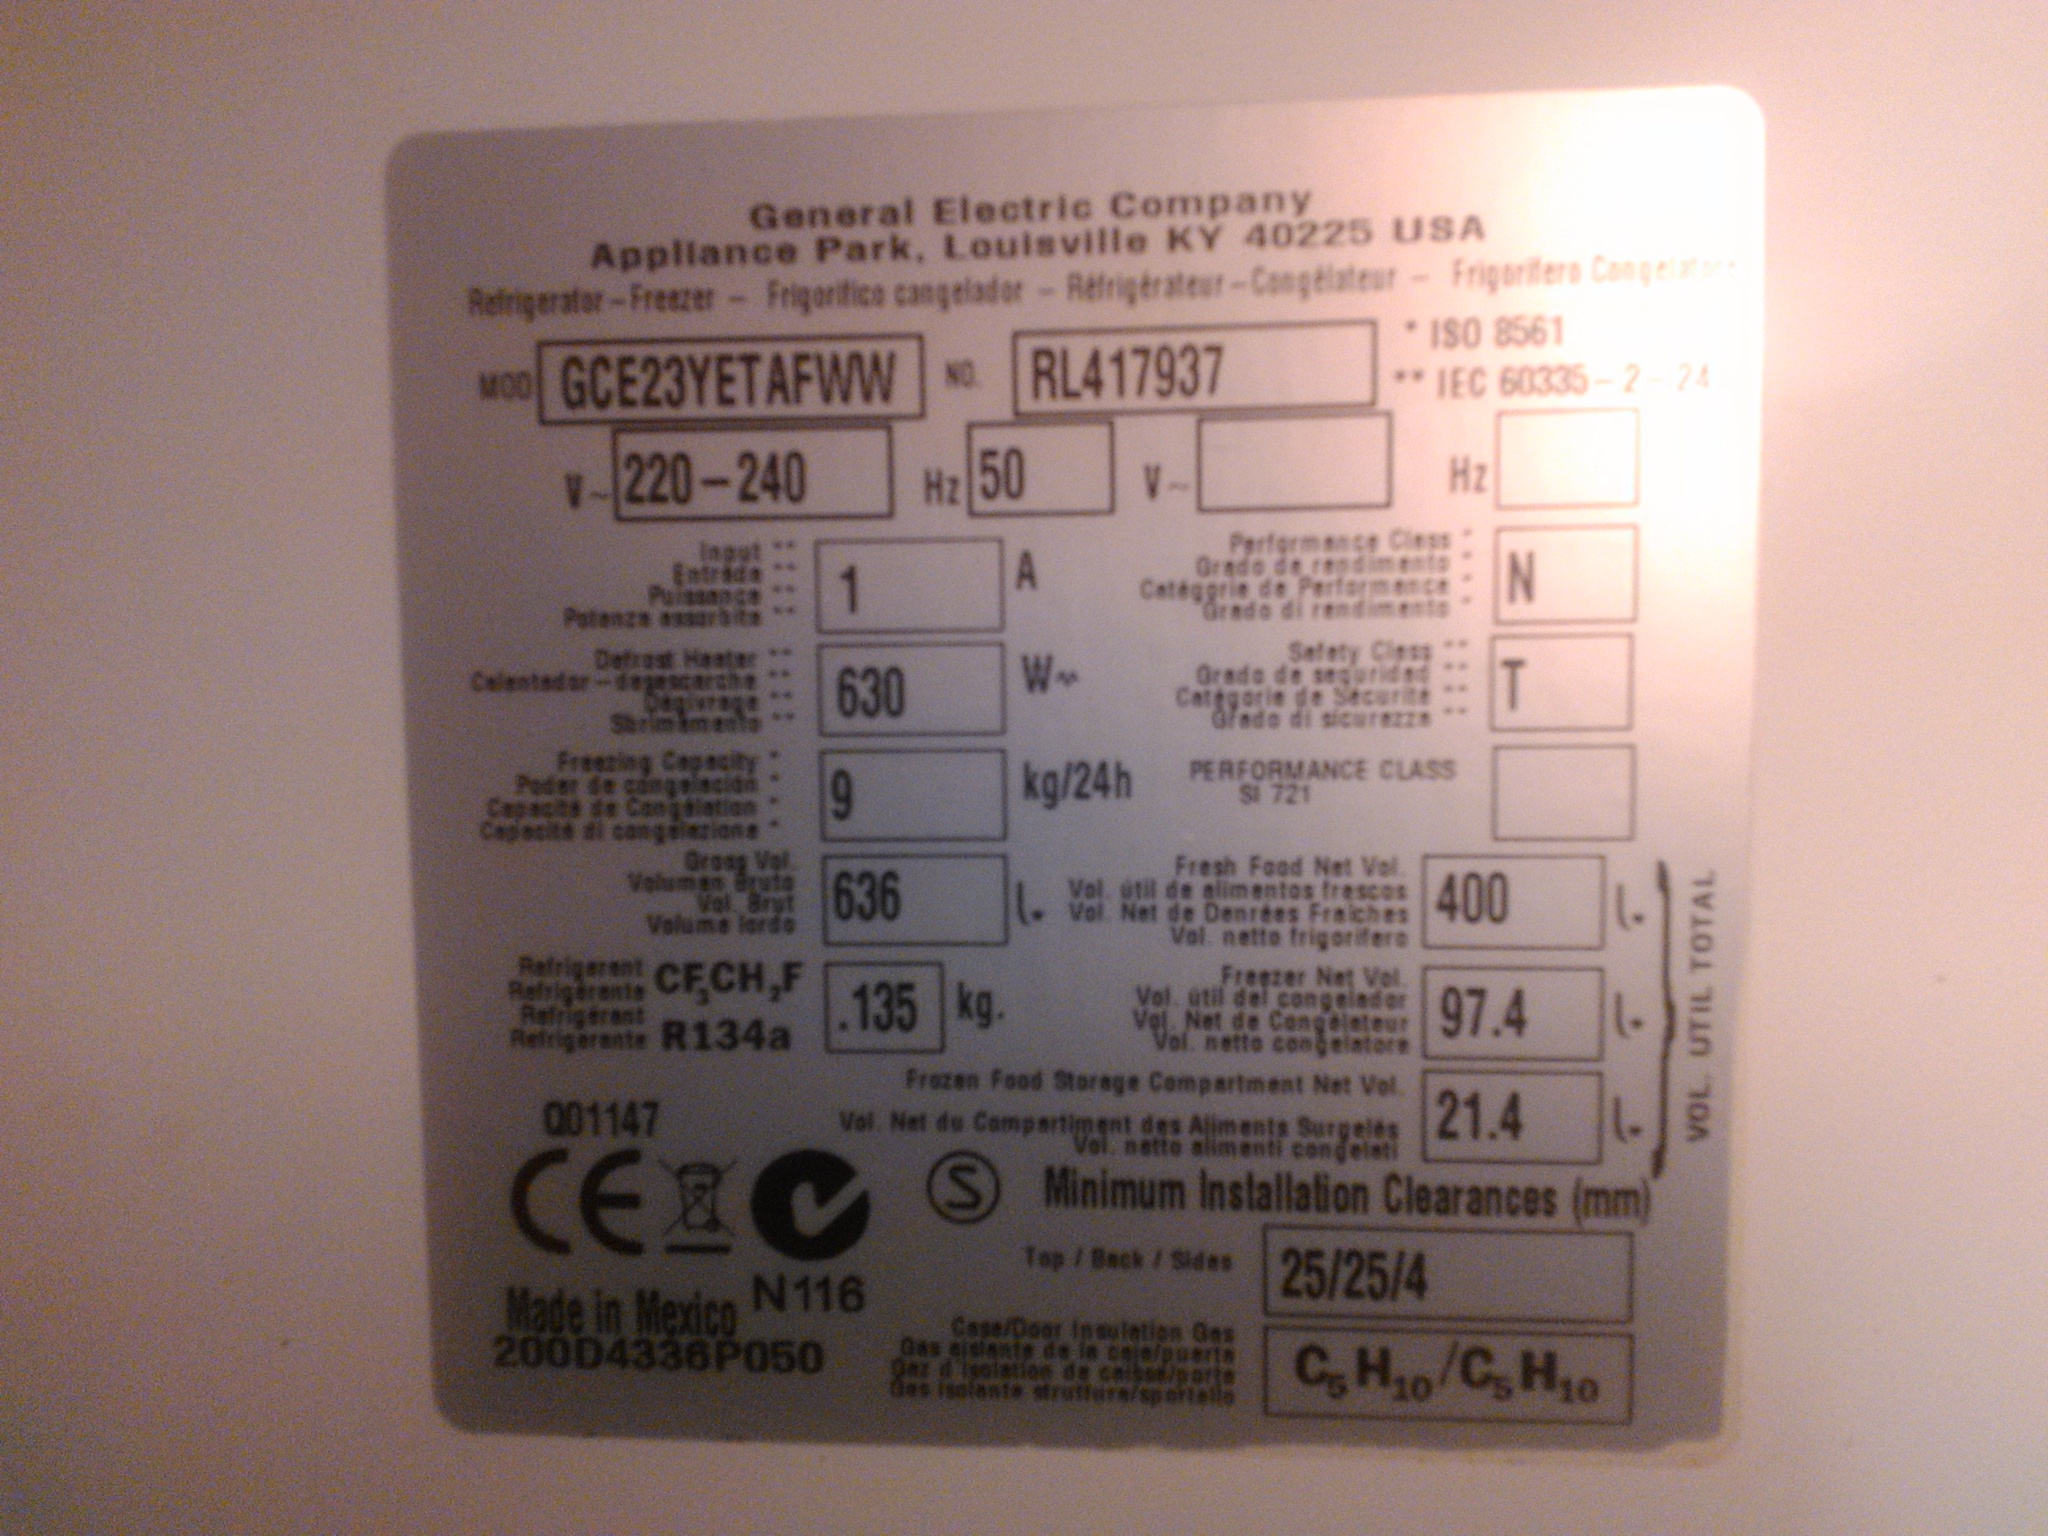 General Electric Company
Appliance Park, Louisville KY 40225 USA
Refrigerator-Freezer - Frigorifico cangelador - Réfrigérateur-Congélateur - Frigorifero Congelatore
MOD GCE23YETAFWW NO. RL417937 * ISO 8561
** IEC 60335-2-24
V~ 220-240 Hz 50 V~ Hz
Input **
Entrada **
Puissance **
Potenza assorbita **
1 A
Performance Class *
Grado de rendimento *
Catégorie de Performance *
Grado di rendimento *
N
Defrost Heater **
Calentador-desescarche **
Dégivrage **
Sbrimamento **
630 W~
Safety Class **
Grado de seguridad **
Catégorie de Sécurité **
Grado di sicurezza **
T
Freezing Capacity *
Poder de congelación *
Capacité de Congélation *
Capacité di congelazione *
9 kg/24h
PERFORMANCE CLASS
SI 721
Gross Vol.
Volumen Bruto
Vol. Brut
Volume lordo
636 l.
Fresh Food Net Vol.
Vol. útil de alimentos frescos
Vol. Net de Denrées Fraîches
Vol. netto frigorifero
400 l.
Refrigerant
Refrigerante
Refrigérant
Refrigerante
CF3CH2F
R134a
.135 kg.
Freezer Net Vol.
Vol. útil del congelador
Vol. Net de Congélateur
Vol. netto congelatore
97.4 l.
Frozen Food Storage Compartment Net Vol.
Vol. Net du Compartiment des Aliments Surgelés
Vol. netto alimenti congelati
21.4 l.
VOL. UTIL TOTAL
Q01147
CE
N116
Made in Mexico
200D4336P050
S
Minimum Installation Clearances (mm)
Top / Back / Sides 25/25/4
Case/Door Insulation Gas
Gas aislante de la caja/puerta
Gaz d'isolation de caisse/porte
Gas isolante struttura/sportello
C5H10/C5H10